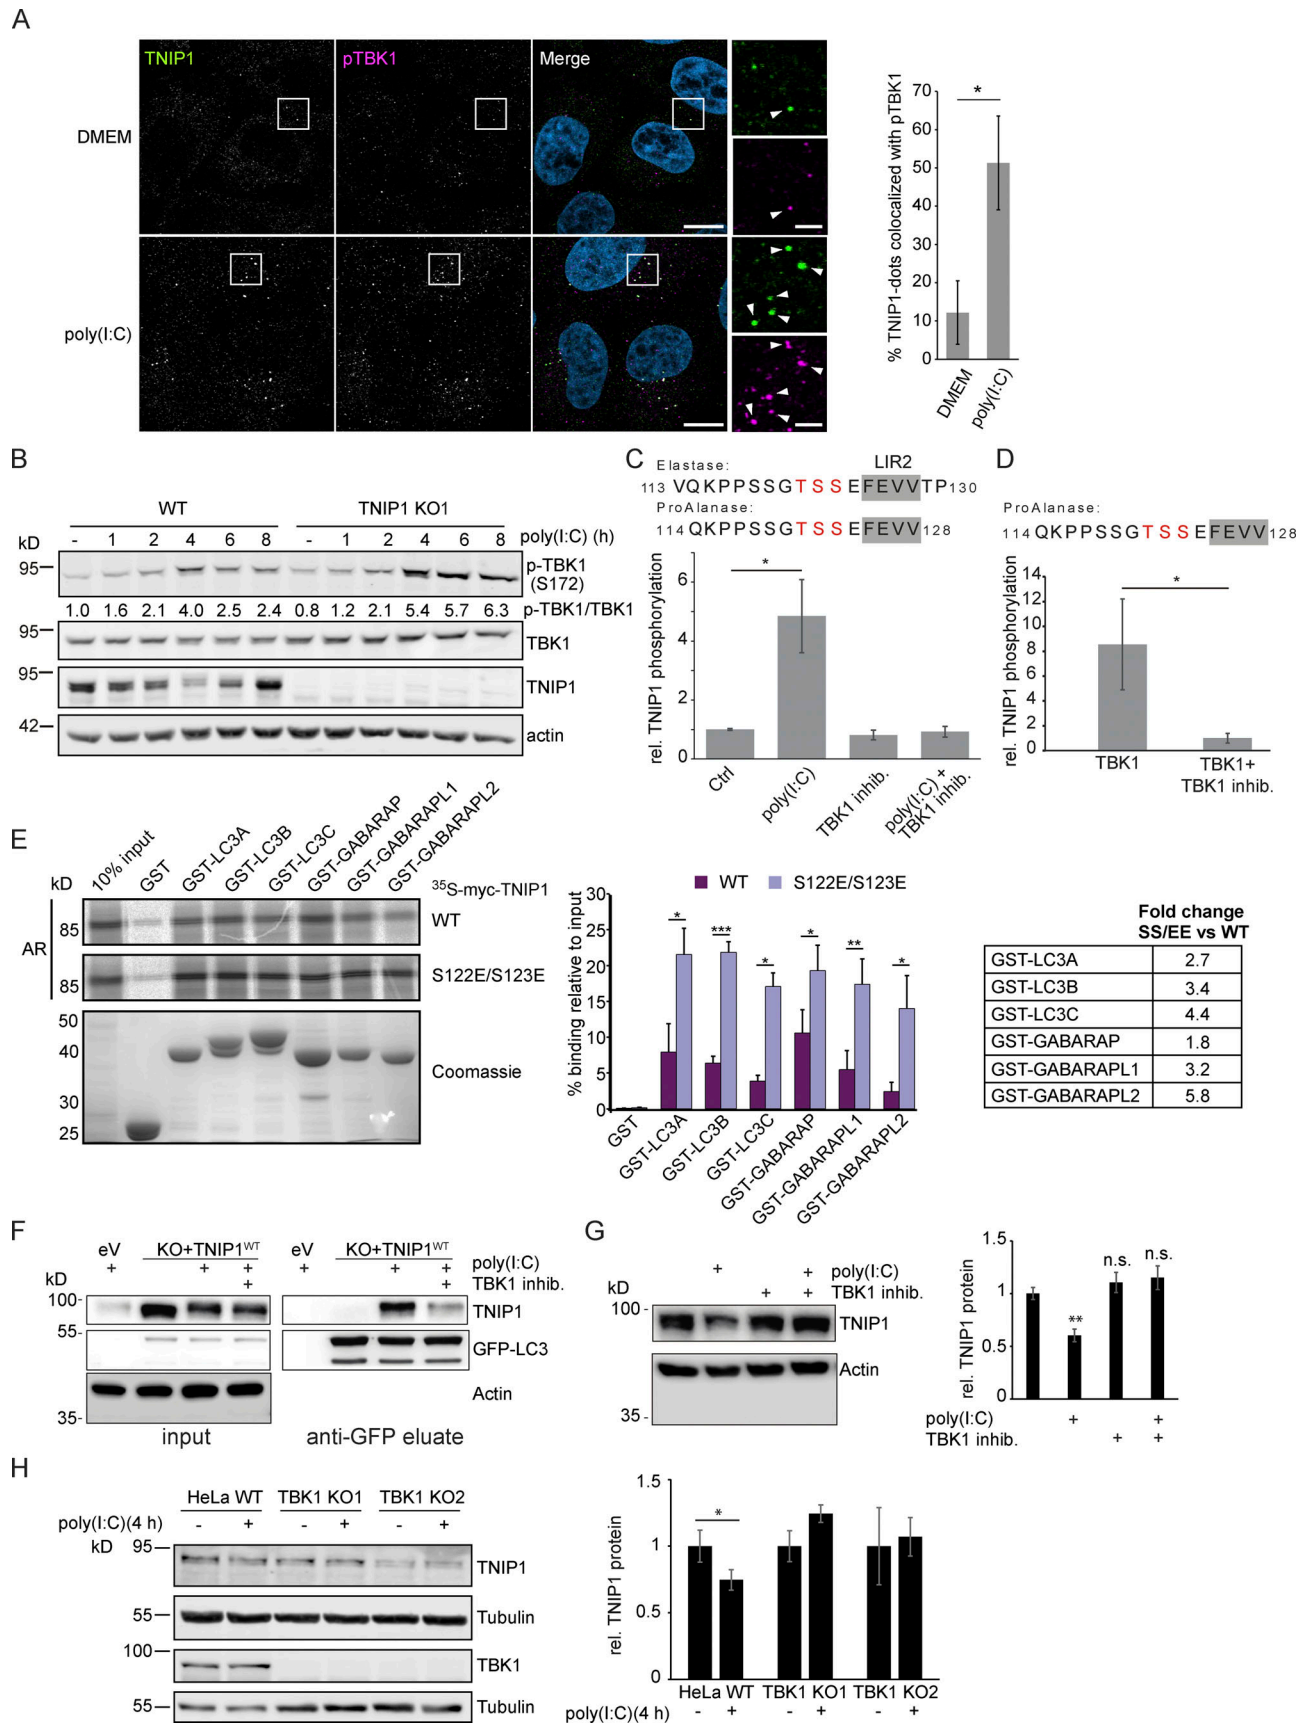 A
TNIP1 pTBK1 Merge
DMEM
poly(I:C)
% TNIP1-dots colocalized with pTBK1
70
60
50
40
30
20
10
0
*
DMEM poly(I:C)
B
WT TNIP1 KO1
kD - 1 2 4 6 8 - 1 2 4 6 8 poly(I:C) (h)
95 p-TBK1 (S172)
1.0 1.6 2.1 4.0 2.5 2.4 0.8 1.2 2.1 5.4 5.7 6.3 p-TBK1/TBK1
95 TBK1
95 TNIP1
42 actin
C
Elastase: LIR2
113 VQKPPSSGTSSEFEVVTP130
ProAlanase:
114 QKPPSSGTSSEFEVV 128
rel. TNIP1 phosphorylation
6
4
2
0
*
Ctrl poly(I:C) TBK1 inhib. poly(I:C) + TBK1 inhib.
D
ProAlanase:
114 QKPPSSGTSSEFEVV 128
rel. TNIP1 phosphorylation
14
12
10
8
6
4
2
0
*
TBK1 TBK1+ TBK1 inhib.
E
kD 10% input GST GST-LC3A GST-LC3B GST-LC3C GST-GABARAP GST-GABARAPL1 GST-GABARAPL2
35S-myc-TNIP1
AR
85 WT
85 S122E/S123E
50
40
30
25
Coomassie
WT S122E/S123E
% binding relative to input
30
25
20
15
10
5
0
* *** * * ** *
GST GST-LC3A GST-LC3B GST-LC3C GST-GABARAP GST-GABARAPL1 GST-GABARAPL2
Fold change
SS/EE vs WT
GST-LC3A 2.7
GST-LC3B 3.4
GST-LC3C 4.4
GST-GABARAP 1.8
GST-GABARAPL1 3.2
GST-GABARAPL2 5.8
F
eV KO+TNIP1WT eV KO+TNIP1WT
+ + + + + + poly(I:C)
kD + + TBK1 inhib.
100- TNIP1
55- GFP-LC3
Actin
35-
input anti-GFP eluate
G
+ + poly(I:C)
kD + + TBK1 inhib.
100 - TNIP1
Actin
35 -
rel. TNIP1 protein
1.5
1
0.5
0
** n.s. n.s.
poly(I:C) + +
TBK1 inhib. + +
H
HeLa WT TBK1 KO1 TBK1 KO2
poly(I:C)(4 h) - + - + - +
kD
95 TNIP1
55 Tubulin
100 TBK1
55 Tubulin
rel. TNIP1 protein
1.5
1
0.5
0
*
HeLa WT TBK1 KO1 TBK1 KO2
poly(I:C)(4 h) - + - + - +